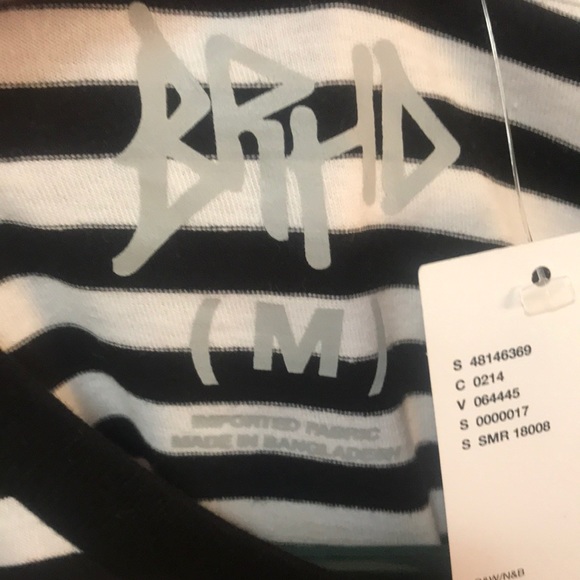 BRHD
( M )
IMPORTED FABRIC
MADE IN BANGLADESH
S 48146369
C 0214
V 064445
S 0000017
S SMR 18008